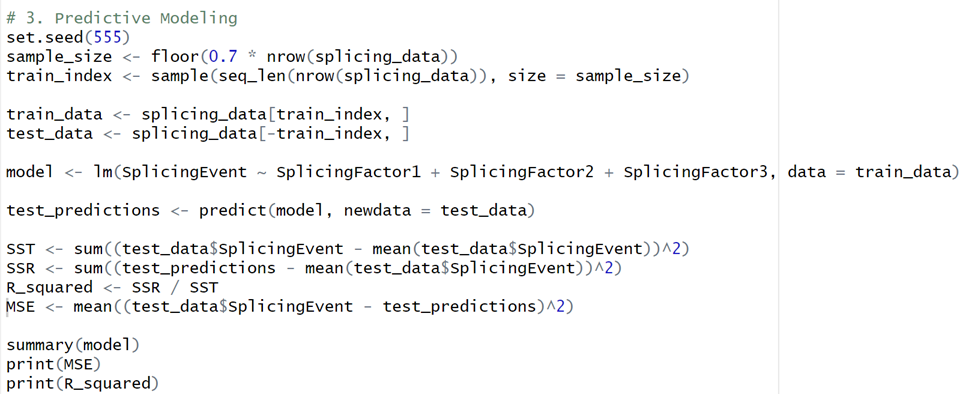 # 3. Predictive Modeling
set.seed(555)
sample_size <- floor(0.7 * nrow(splicing_data))
train_index <- sample(seq_len(nrow(splicing_data)), size = sample_size)
train_data <- splicing_data[train_index, ]
test_data <- splicing_data[-train_index, ]
model <- lm(SplicingEvent ~ SplicingFactor1 + SplicingFactor2 + SplicingFactor3, data = train_data)
test_predictions <- predict(model, newdata = test_data)
SST <- sum((test_data$SplicingEvent - mean(test_data$SplicingEvent))^2)
SSR <- sum((test_predictions - mean(test_data$SplicingEvent))^2)
R_squared <- SSR / SST
MSE <- mean((test_data$SplicingEvent - test_predictions)^2)
summary(model)
print(MSE)
print(R_squared)